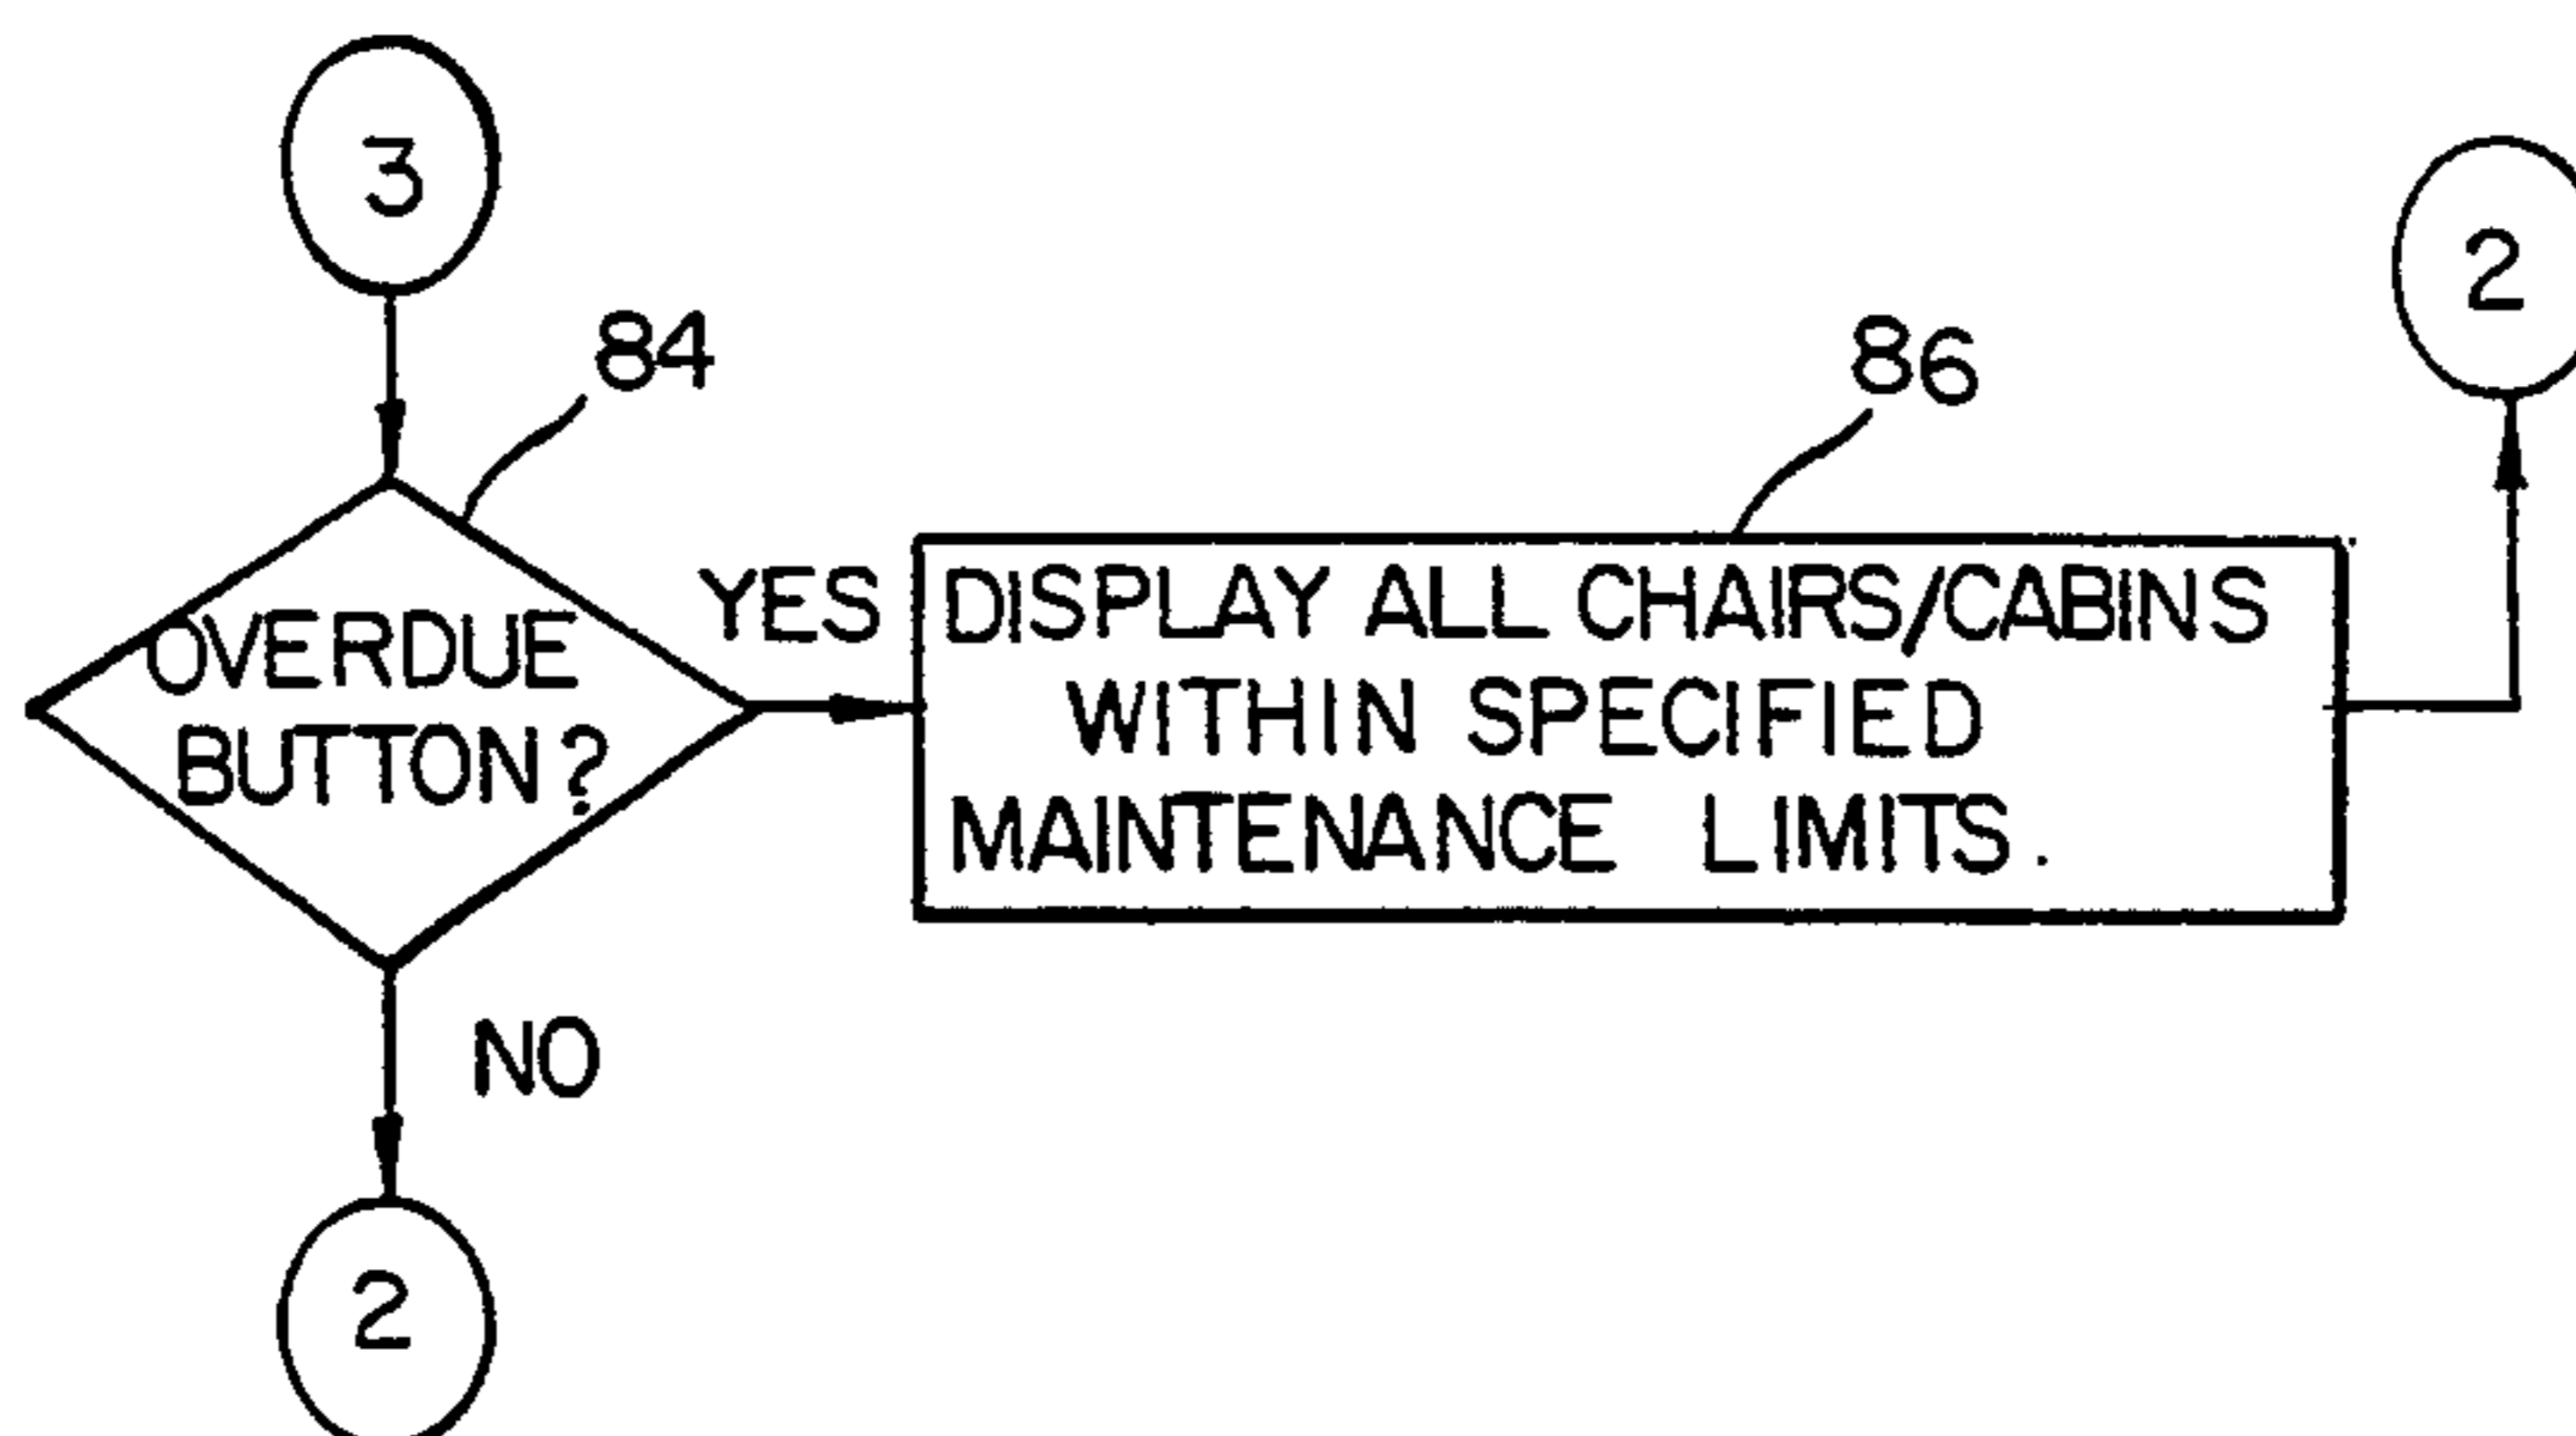 3
84
86
2
OVERDUE
BUTTON?
YES
DISPLAY ALL CHAIRS/CABINS
WITHIN SPECIFIED
MAINTENANCE LIMITS.
NO
2